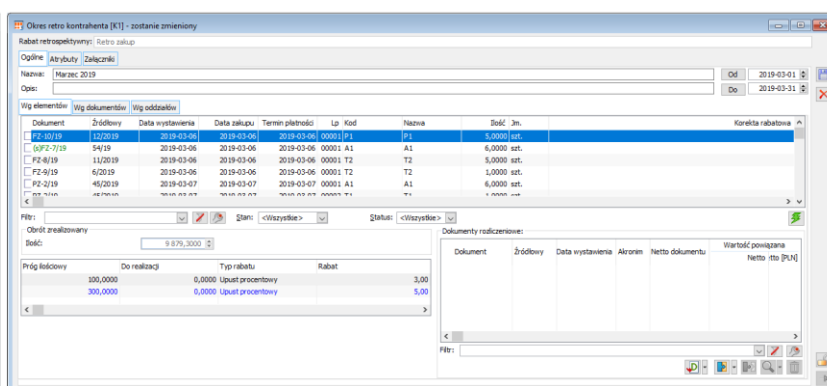 Okres retro kontrahenta [K1] - zostanie zmieniony
Rabat retrospektywny: Retro zakup
Ogólne Atrybuty Załączniki
Nazwa: Marzec 2019 Od 2019-03-01
Opis: Do 2019-03-31
Wg elementów Wg dokumentów Wg oddziałów
Dokument Źródłowy Data wystawienia Data zakupu Termin płatności Lp Kod Nazwa Ilość Jm. Korekta rabatowa
FZ-10/19 12/2019 2019-03-06 2019-03-06 2019-03-06 00001 P1 P1 5,0000 szt.
(s)FZ-7/19 54/19 2019-03-06 2019-03-06 2019-03-06 00001 A1 A1 6,0000 szt.
FZ-8/19 11/2019 2019-03-06 2019-03-06 2019-03-06 00001 T2 T2 5,0000 szt.
FZ-9/19 6/2019 2019-03-06 2019-03-06 2019-03-06 00001 T2 T2 1,0000 szt.
PZ-2/19 45/2019 2019-03-07 2019-03-07 2019-03-07 00001 A1 A1 6,0000 szt.
Filtr: Stan: <Wszystkie> Status: <Wszystkie>
Obrót zrealizowany
Ilość: 9 879,3000
Próg ilościowy Do realizacji Typ rabatu Rabat
100,0000 0,0000 Upust procentowy 3,00
300,0000 0,0000 Upust procentowy 5,00
Dokumenty rozliczeniowe:
Dokument Źródłowy Data wystawienia Akronim Netto dokumentu Wartość powiązana
Netto tto [PLN]
Filtr: